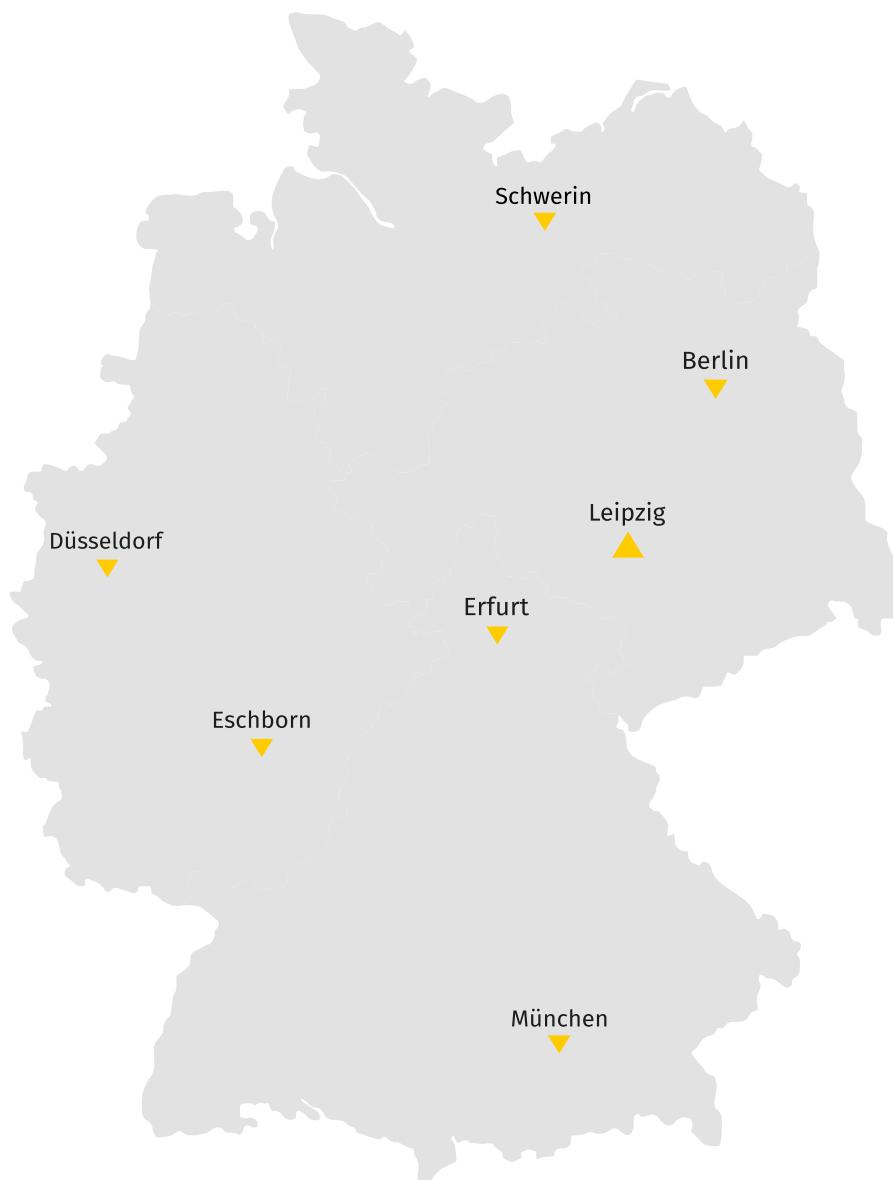 Schwerin
Berlin
Leipzig
Düsseldorf
Erfurt
Eschborn
München